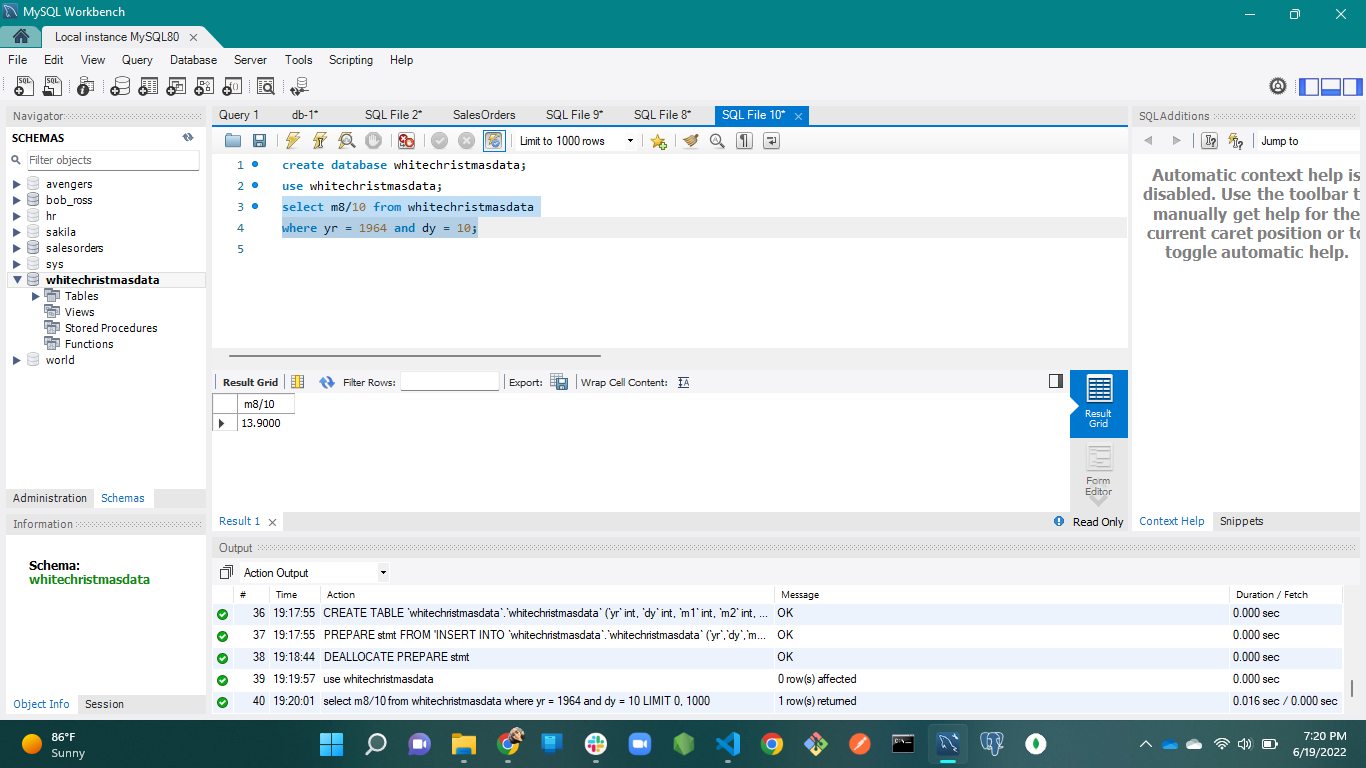 MySQL Workbench
Local instance MySQL80
File Edit View Query Database Server Tools Scripting Help
Navigator
SCHEMAS
Filter objects
avengers
bob_ross
hr
sakila
salesorders
sys
whitechristmasdata
Tables
Views
Stored Procedures
Functions
world
Administration Schemas
Information
Schema:
whitechristmasdata
Object Info Session
Query 1 db-1* SQL File 2* SalesOrders SQL File 9* SQL File 8* SQL File 10*
Limit to 1000 rows
1 create database whitechristmasdata;
2 use whitechristmasdata;
3 select m8/10 from whitechristmasdata
4 where yr = 1964 and dy = 10;
5
Result Grid Filter Rows: Export: Wrap Cell Content:
m8/10
13.9000
Result Grid
Form Editor
Result 1
Read Only
SQLAdditions
Jump to
Automatic context help is
disabled. Use the toolbar t
manually get help for the
current caret position or to
toggle automatic help.
Context Help Snippets
Output
Action Output
# Time Action Message Duration / Fetch
36 19:17:55 CREATE TABLE `whitechristmasdata`.`whitechristmasdata` (`yr` int, `dy` int, `m1` int, `m2` int, ... OK 0.000 sec
37 19:17:55 PREPARE stmt FROM 'INSERT INTO `whitechristmasdata`.`whitechristmasdata` (`yr`,`dy`,`m... OK 0.000 sec
38 19:18:44 DEALLOCATE PREPARE stmt OK 0.000 sec
39 19:19:57 use whitechristmasdata 0 row(s) affected 0.000 sec
40 19:20:01 select m8/10 from whitechristmasdata where yr = 1964 and dy = 10 LIMIT 0, 1000 1 row(s) returned 0.016 sec / 0.000 sec
86°F
Sunny
7:20 PM
6/19/2022